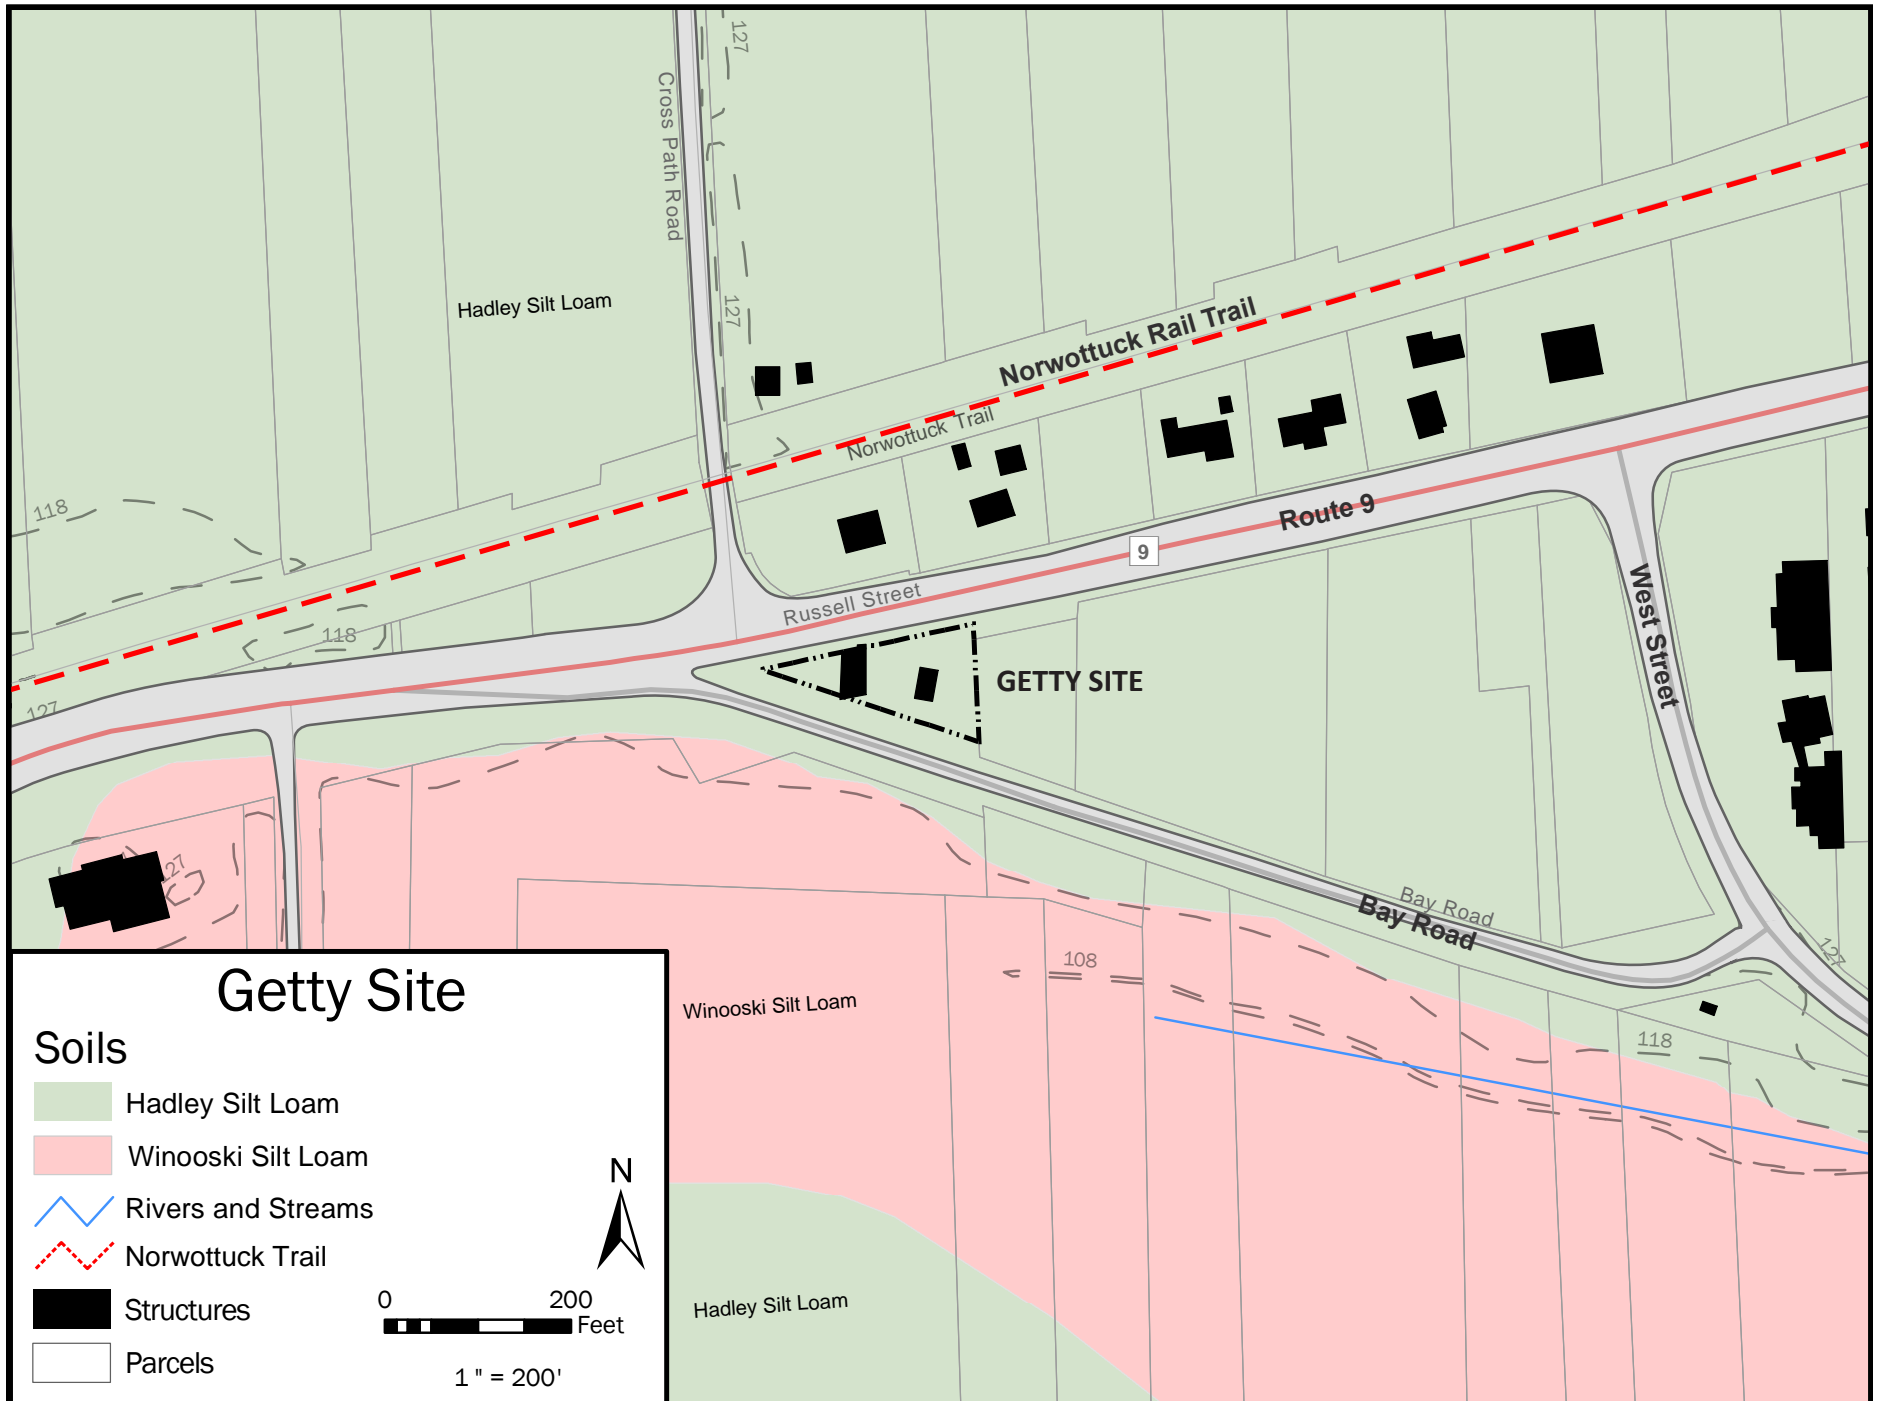 127
Cross Path Road
Hadley Silt Loam
127
Norwottuck Rail Trail
Norwottuck Trail
118
Route 9
9
Russell Street
118
West Street
GETTY SITE
127
127
Bay Road
Bay Road
127
108
Winooski Silt Loam
118
Hadley Silt Loam
Getty Site
Soils
Hadley Silt Loam
Winooski Silt Loam
Rivers and Streams
Norwottuck Trail
Structures
Parcels
N
0 200
Feet
1 " = 200'